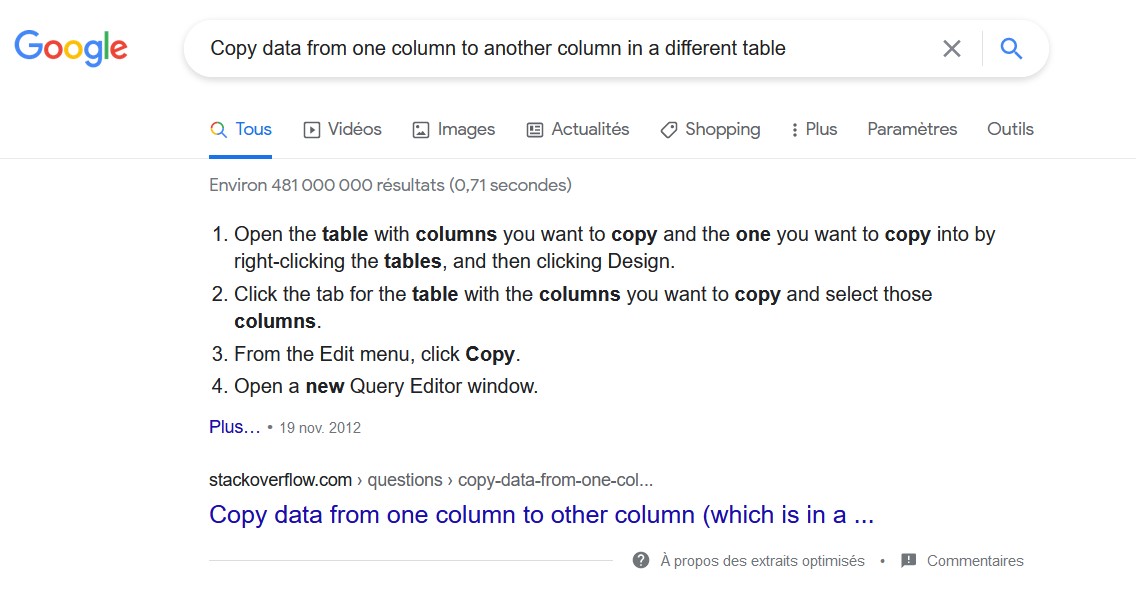 Google
Copy data from one column to another column in a different table
Tous Vidéos Images Actualités Shopping Plus Paramètres Outils
Environ 481 000 000 résultats (0,71 secondes)
1. Open the table with columns you want to copy and the one you want to copy into by
right-clicking the tables, and then clicking Design.
2. Click the tab for the table with the columns you want to copy and select those
columns.
3. From the Edit menu, click Copy.
4. Open a new Query Editor window.
Plus... • 19 nov. 2012
stackoverflow.com › questions › copy-data-from-one-col...
Copy data from one column to other column (which is in a ...
À propos des extraits optimisés • Commentaires